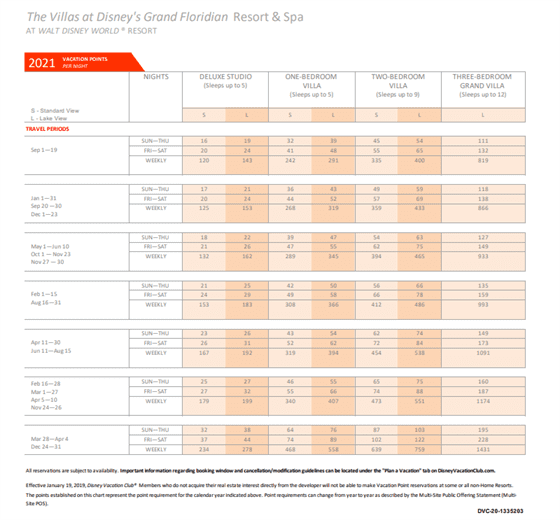 The Villas at Disney's Grand Floridian Resort & Spa
AT WALT DISNEY WORLD ® RESORT
2021 VACATION POINTS
PER NIGHT
NIGHTS DELUXE STUDIO ONE-BEDROOM TWO-BEDROOM THREE-BEDROOM
(Sleeps up to 5) VILLA VILLA GRAND VILLA
(Sleeps up to 5) (Sleeps up to 9) (Sleeps up to 12)
S - Standard View
L - Lake View
S L S L S L L
TRAVEL PERIODS
SUN—THU 16 19 32 39 45 54 111
Sep 1—19 FRI—SAT 20 24 41 48 55 65 132
WEEKLY 120 143 242 291 335 400 819
SUN—THU 17 21 36 43 49 59 118
Jan 1—31 FRI—SAT 20 24 44 52 57 69 138
Sep 20 —30 WEEKLY 125 153 268 319 359 433 866
Dec 1—23
SUN—THU 18 22 39 47 54 63 127
May 1—Jun 10 FRI—SAT 21 26 47 55 62 75 149
Oct 1 — Nov 23 WEEKLY 132 162 289 345 394 465 933
Nov 27 — 30
SUN—THU 21 25 42 50 56 66 135
Feb 1—15 FRI—SAT 24 29 49 58 66 78 159
Aug 16—31 WEEKLY 153 183 308 366 412 486 993
SUN—THU 23 26 43 54 62 74 149
Apr 11—30 FRI—SAT 26 31 52 62 72 84 173
Jun 11—Aug 15 WEEKLY 167 192 319 394 454 538 1091
Feb 16—28 SUN—THU 25 27 46 55 65 75 160
Mar 1—27 FRI—SAT 27 32 55 66 74 88 187
Apr 5—10 WEEKLY 179 199 340 407 473 551 1174
Nov 24—26
SUN—THU 32 38 64 76 87 103 195
Mar 28—Apr 4 FRI—SAT 37 44 74 89 102 122 228
Dec 24—31 WEEKLY 234 278 468 558 639 759 1431
All reservations are subject to availability. Important information regarding booking window and cancellation/modification guidelines can be located under the "Plan a Vacation" tab on DisneyVacationClub.com.
Effective January 19, 2019, Disney Vacation Club® Members who do not acquire their real estate interest directly from the developer will not be able to make Vacation Point reservations at some or all non-Home Resorts.
The points established on this chart represent the point requirement for the calendar year indicated above. Point requirements can change from year to year as described by the Multi-Site Public Offering Statement (Multi-
Site POS).
DVC-20-1335203